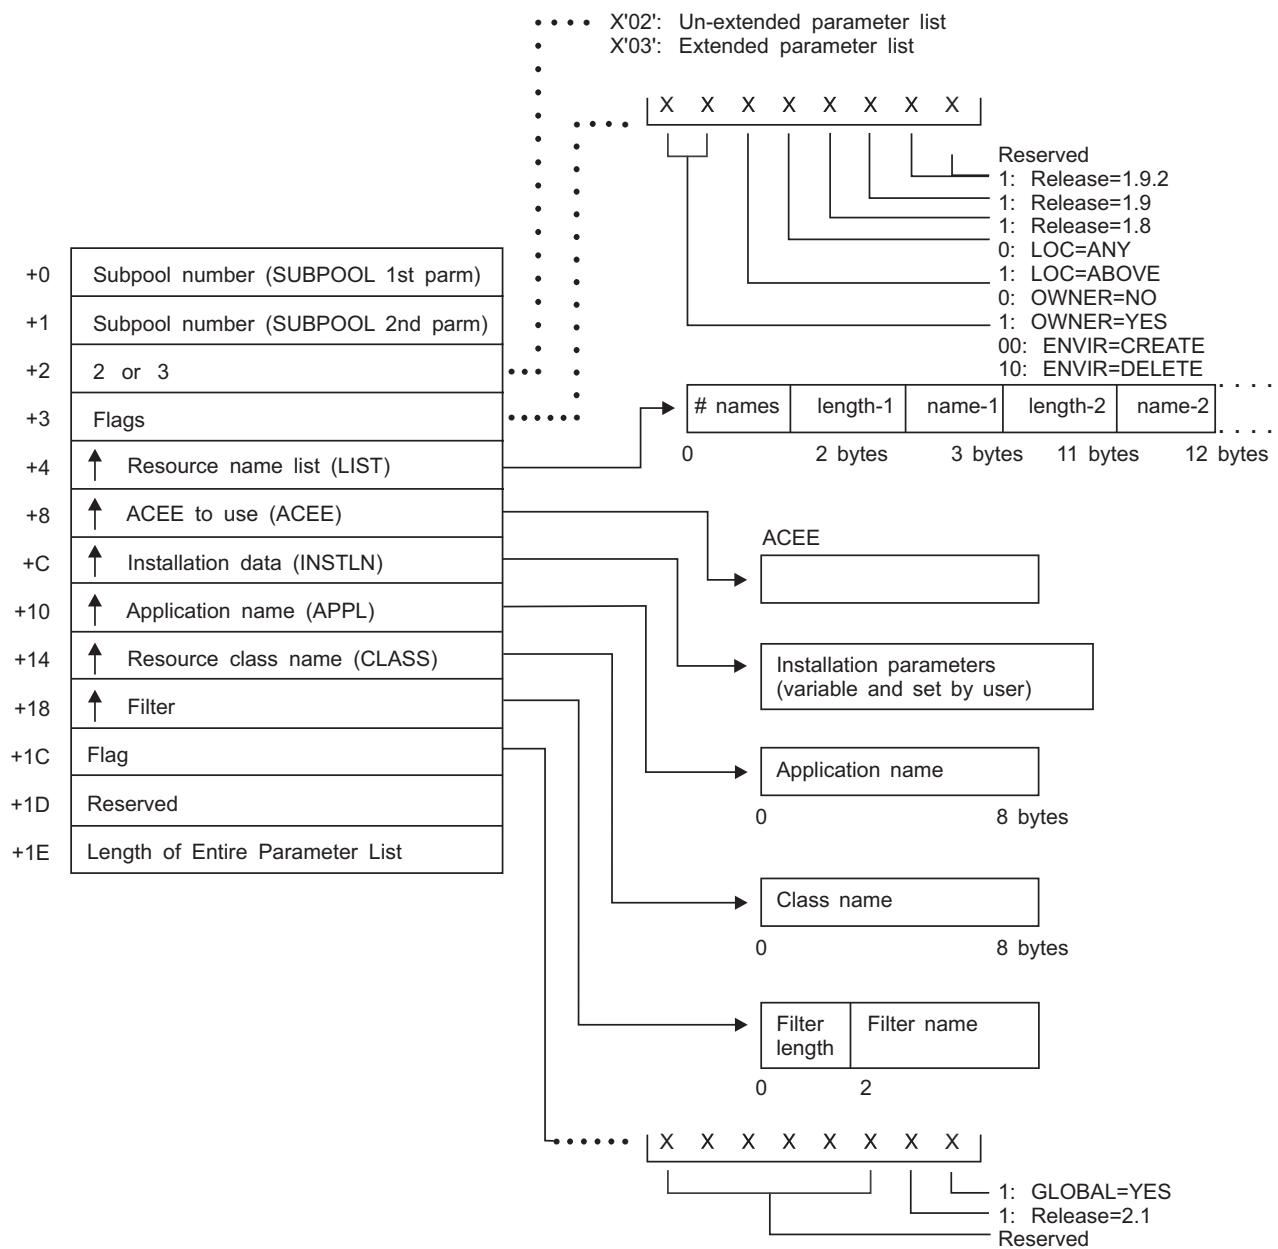 X'02': Un-extended parameter list
X'03': Extended parameter list
X X X X X X X X
Reserved
1: Release=1.9.2
1: Release=1.9
1: Release=1.8
0: LOC=ANY
1: LOC=ABOVE
0: OWNER=NO
1: OWNER=YES
00: ENVIR=CREATE
10: ENVIR=DELETE
+0 Subpool number (SUBPOOL 1st parm)
+1 Subpool number (SUBPOOL 2nd parm)
+2 2 or 3
+3 Flags
+4 Resource name list (LIST)
+8 ACEE to use (ACEE)
+C Installation data (INSTLN)
+10 Application name (APPL)
+14 Resource class name (CLASS)
+18 Filter
+1C Flag
+1D Reserved
+1E Length of Entire Parameter List
# names length-1 name-1 length-2 name-2
0 2 bytes 3 bytes 11 bytes 12 bytes
ACEE
Installation parameters
(variable and set by user)
Application name
0 8 bytes
Class name
0 8 bytes
Filter length Filter name
0 2
X X X X X X X X
1: GLOBAL=YES
1: Release=2.1
Reserved